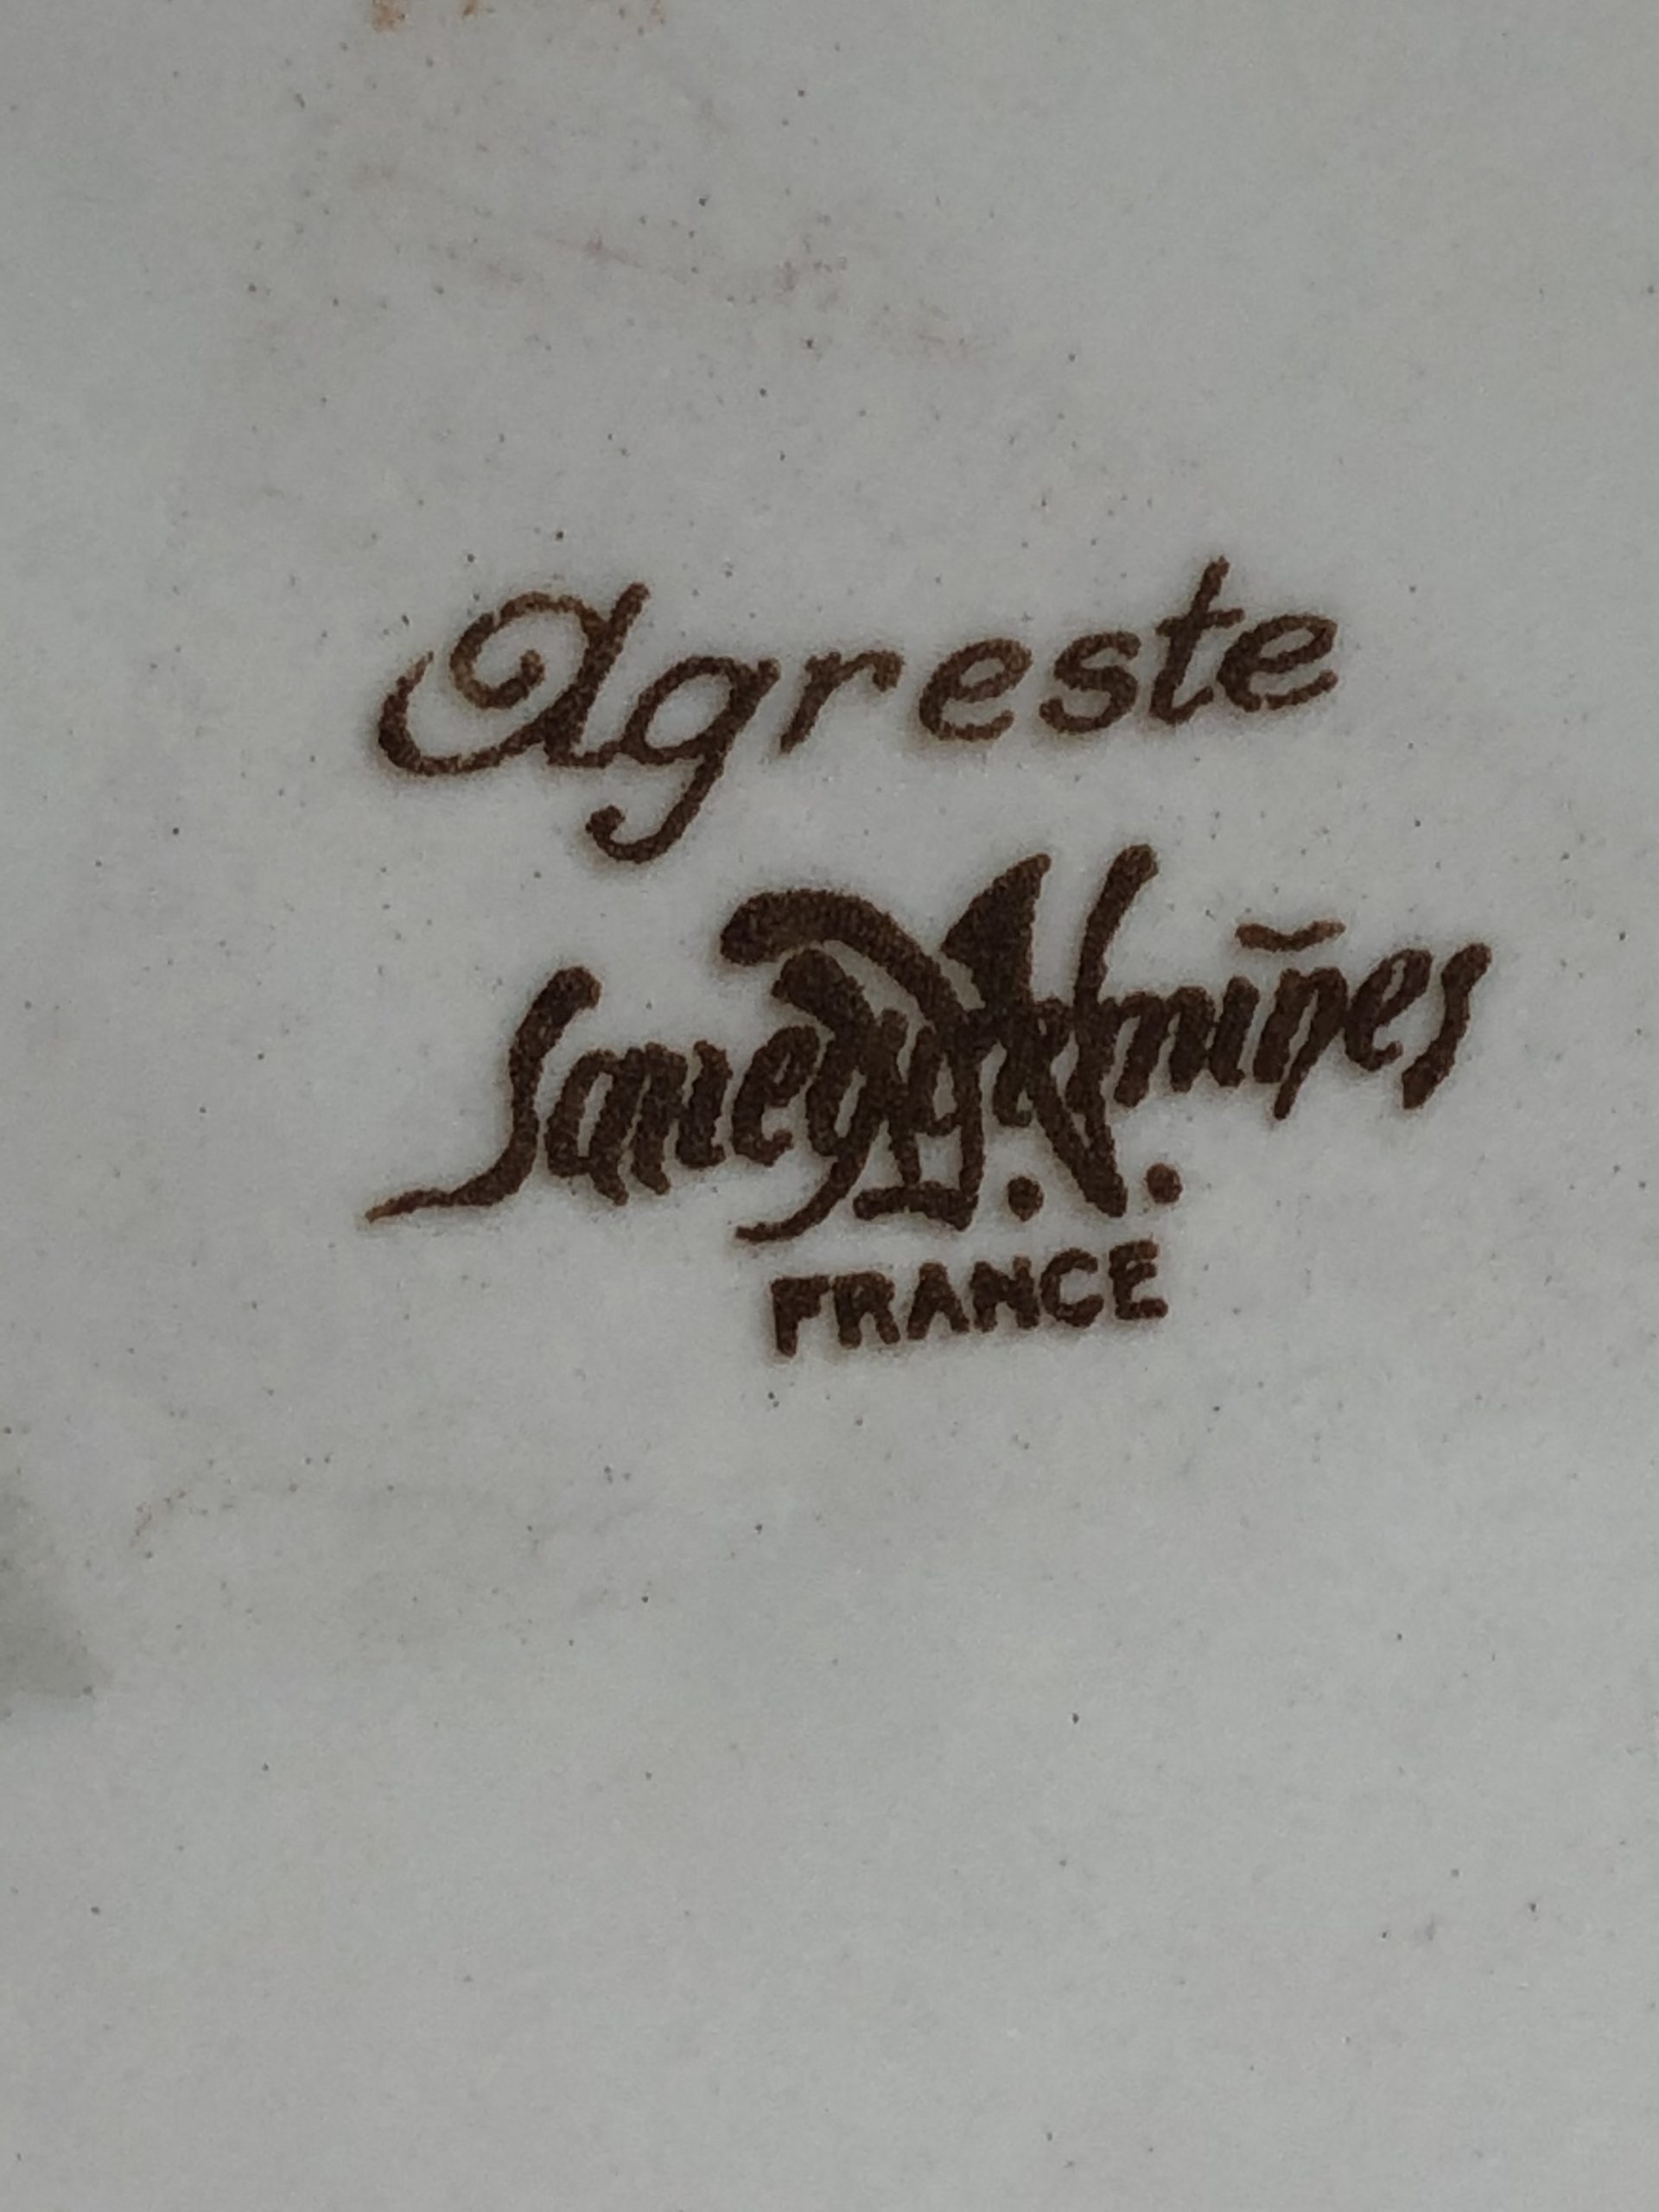 Agreste
Sarreguemines
D.V.
FRANCE